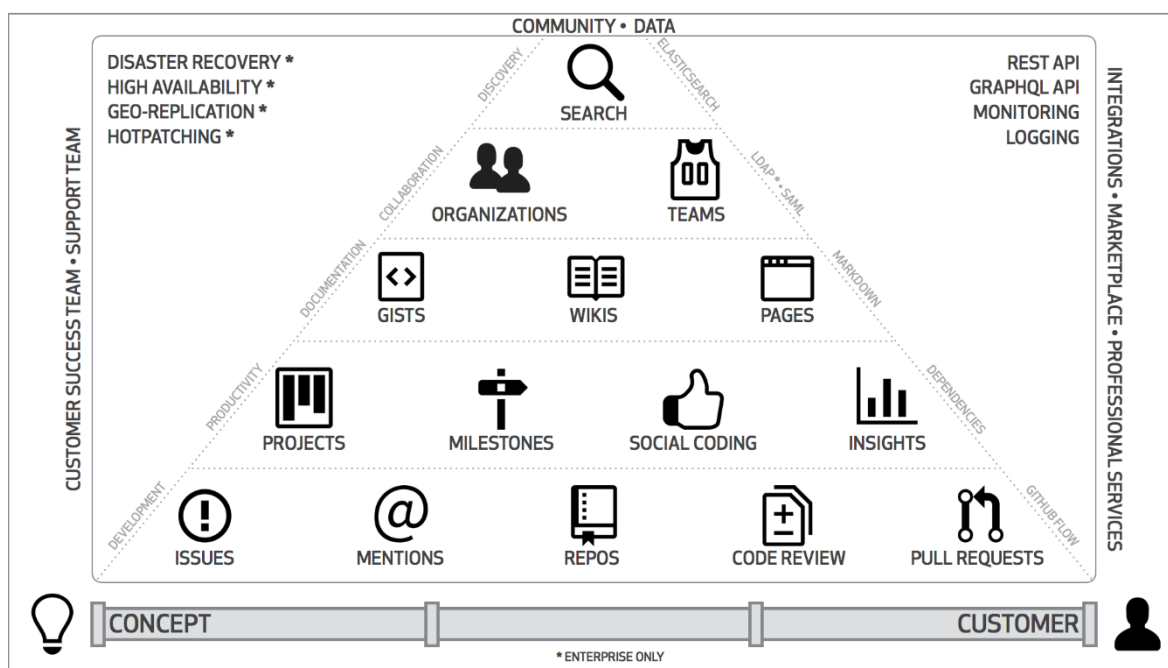 COMMUNITY • DATA
DISASTER RECOVERY *
HIGH AVAILABILITY *
GEO-REPLICATION *
HOTPATCHING *
REST API
GRAPHQL API
MONITORING
LOGGING
CUSTOMER SUCCESS TEAM • SUPPORT TEAM
INTEGRATIONS • MARKETPLACE • PROFESSIONAL SERVICES
DISCOVERY
SEARCH
ELASTICSEARCH
COLLABORATION
ORGANIZATIONS
TEAMS
LDAP * • SAML
DOCUMENTATION
GISTS
WIKIS
PAGES
MARKDOWN
PRODUCTIVITY
PROJECTS
MILESTONES
SOCIAL CODING
INSIGHTS
DEPENDENCIES
DEVELOPMENT
ISSUES
@
MENTIONS
REPOS
CODE REVIEW
PULL REQUESTS
GITHUB FLOW
CONCEPT
CUSTOMER
* ENTERPRISE ONLY